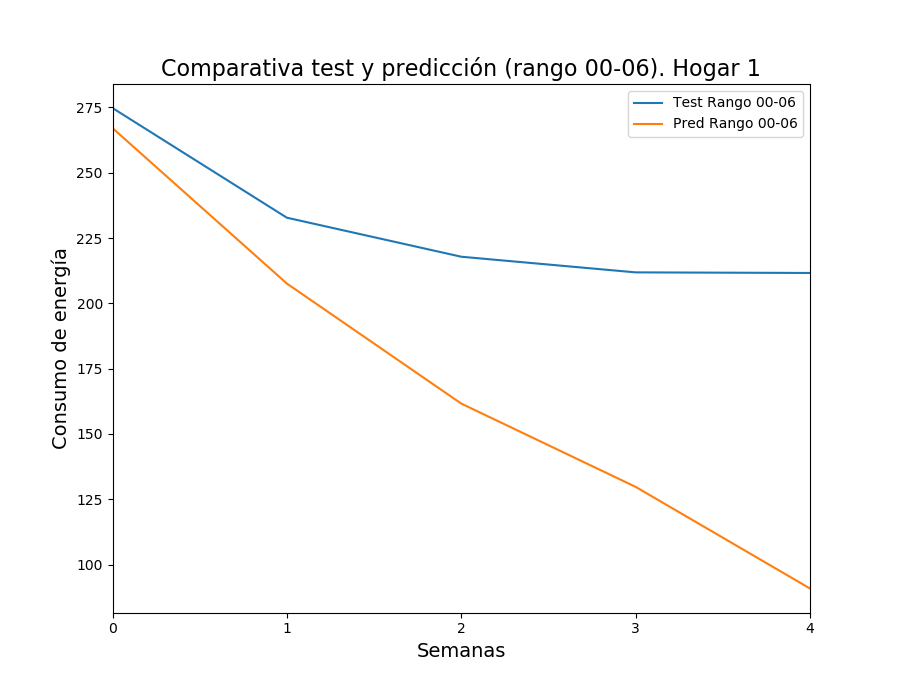 Comparativa test y predicción (rango 00-06). Hogar 1
Test Rango 00-06
Pred Rango 00-06
Consumo de energía
275
250
225
200
175
150
125
100
0 1 2 3 4
Semanas